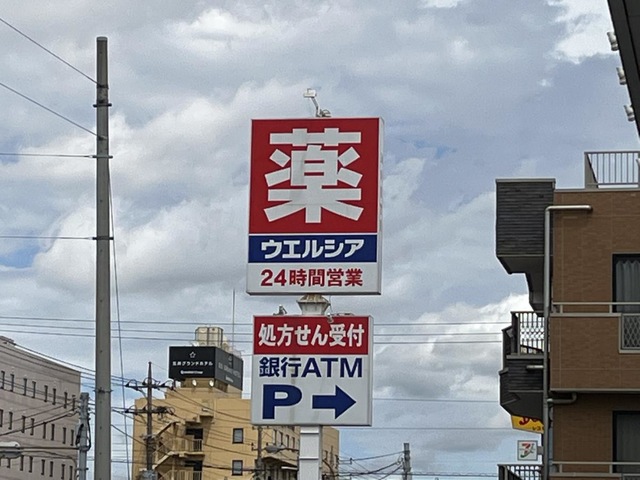 薬
ウエルシア
24時間営業
処方せん受付
銀行ATM
P→